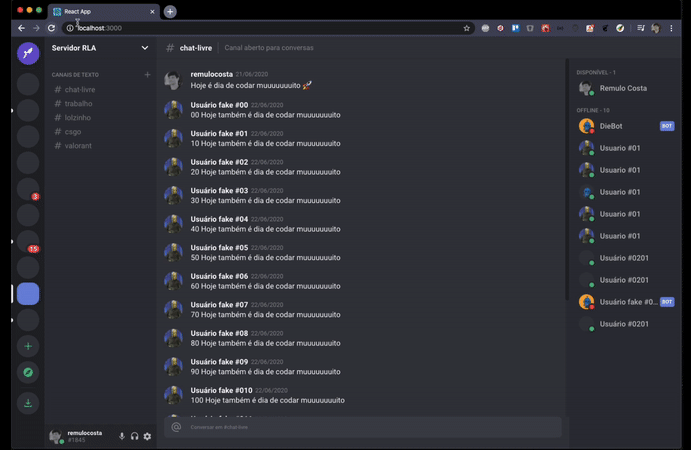 React App
localhost:3000
Servidor RLA
chat-livre
Canal aberto para conversas
CANAIS DE TEXTO
chat-livre
trabalho
lolzinho
csgo
valorant
3
15
remulocosta
#1845
remulocosta 21/06/2020
Hoje é dia de codar muuuuuuuito 🚀
Usuário fake #00 22/06/2020
00 Hoje também é dia de codar muuuuuuuito
Usuário fake #01 22/06/2020
10 Hoje também é dia de codar muuuuuuuito
Usuário fake #02 22/06/2020
20 Hoje também é dia de codar muuuuuuuito
Usuário fake #03 22/06/2020
30 Hoje também é dia de codar muuuuuuuito
Usuário fake #04 22/06/2020
40 Hoje também é dia de codar muuuuuuuito
Usuário fake #05 22/06/2020
50 Hoje também é dia de codar muuuuuuuito
Usuário fake #06 22/06/2020
60 Hoje também é dia de codar muuuuuuuito
Usuário fake #07 22/06/2020
70 Hoje também é dia de codar muuuuuuuito
Usuário fake #08 22/06/2020
80 Hoje também é dia de codar muuuuuuuito
Usuário fake #09 22/06/2020
90 Hoje também é dia de codar muuuuuuuito
Usuário fake #010 22/06/2020
100 Hoje também é dia de codar muuuuuuuito
Conversar em #chat-livre
DISPONÍVEL - 1
Remulo Costa
OFFLINE - 10
DieBot BOT
Usuario #01
Usuario #01
Usuario #01
Usuario #01
Usuario #01
Usuário #0201
Usuário #0201
Usuário fake #0... BOT
Usuário #0201